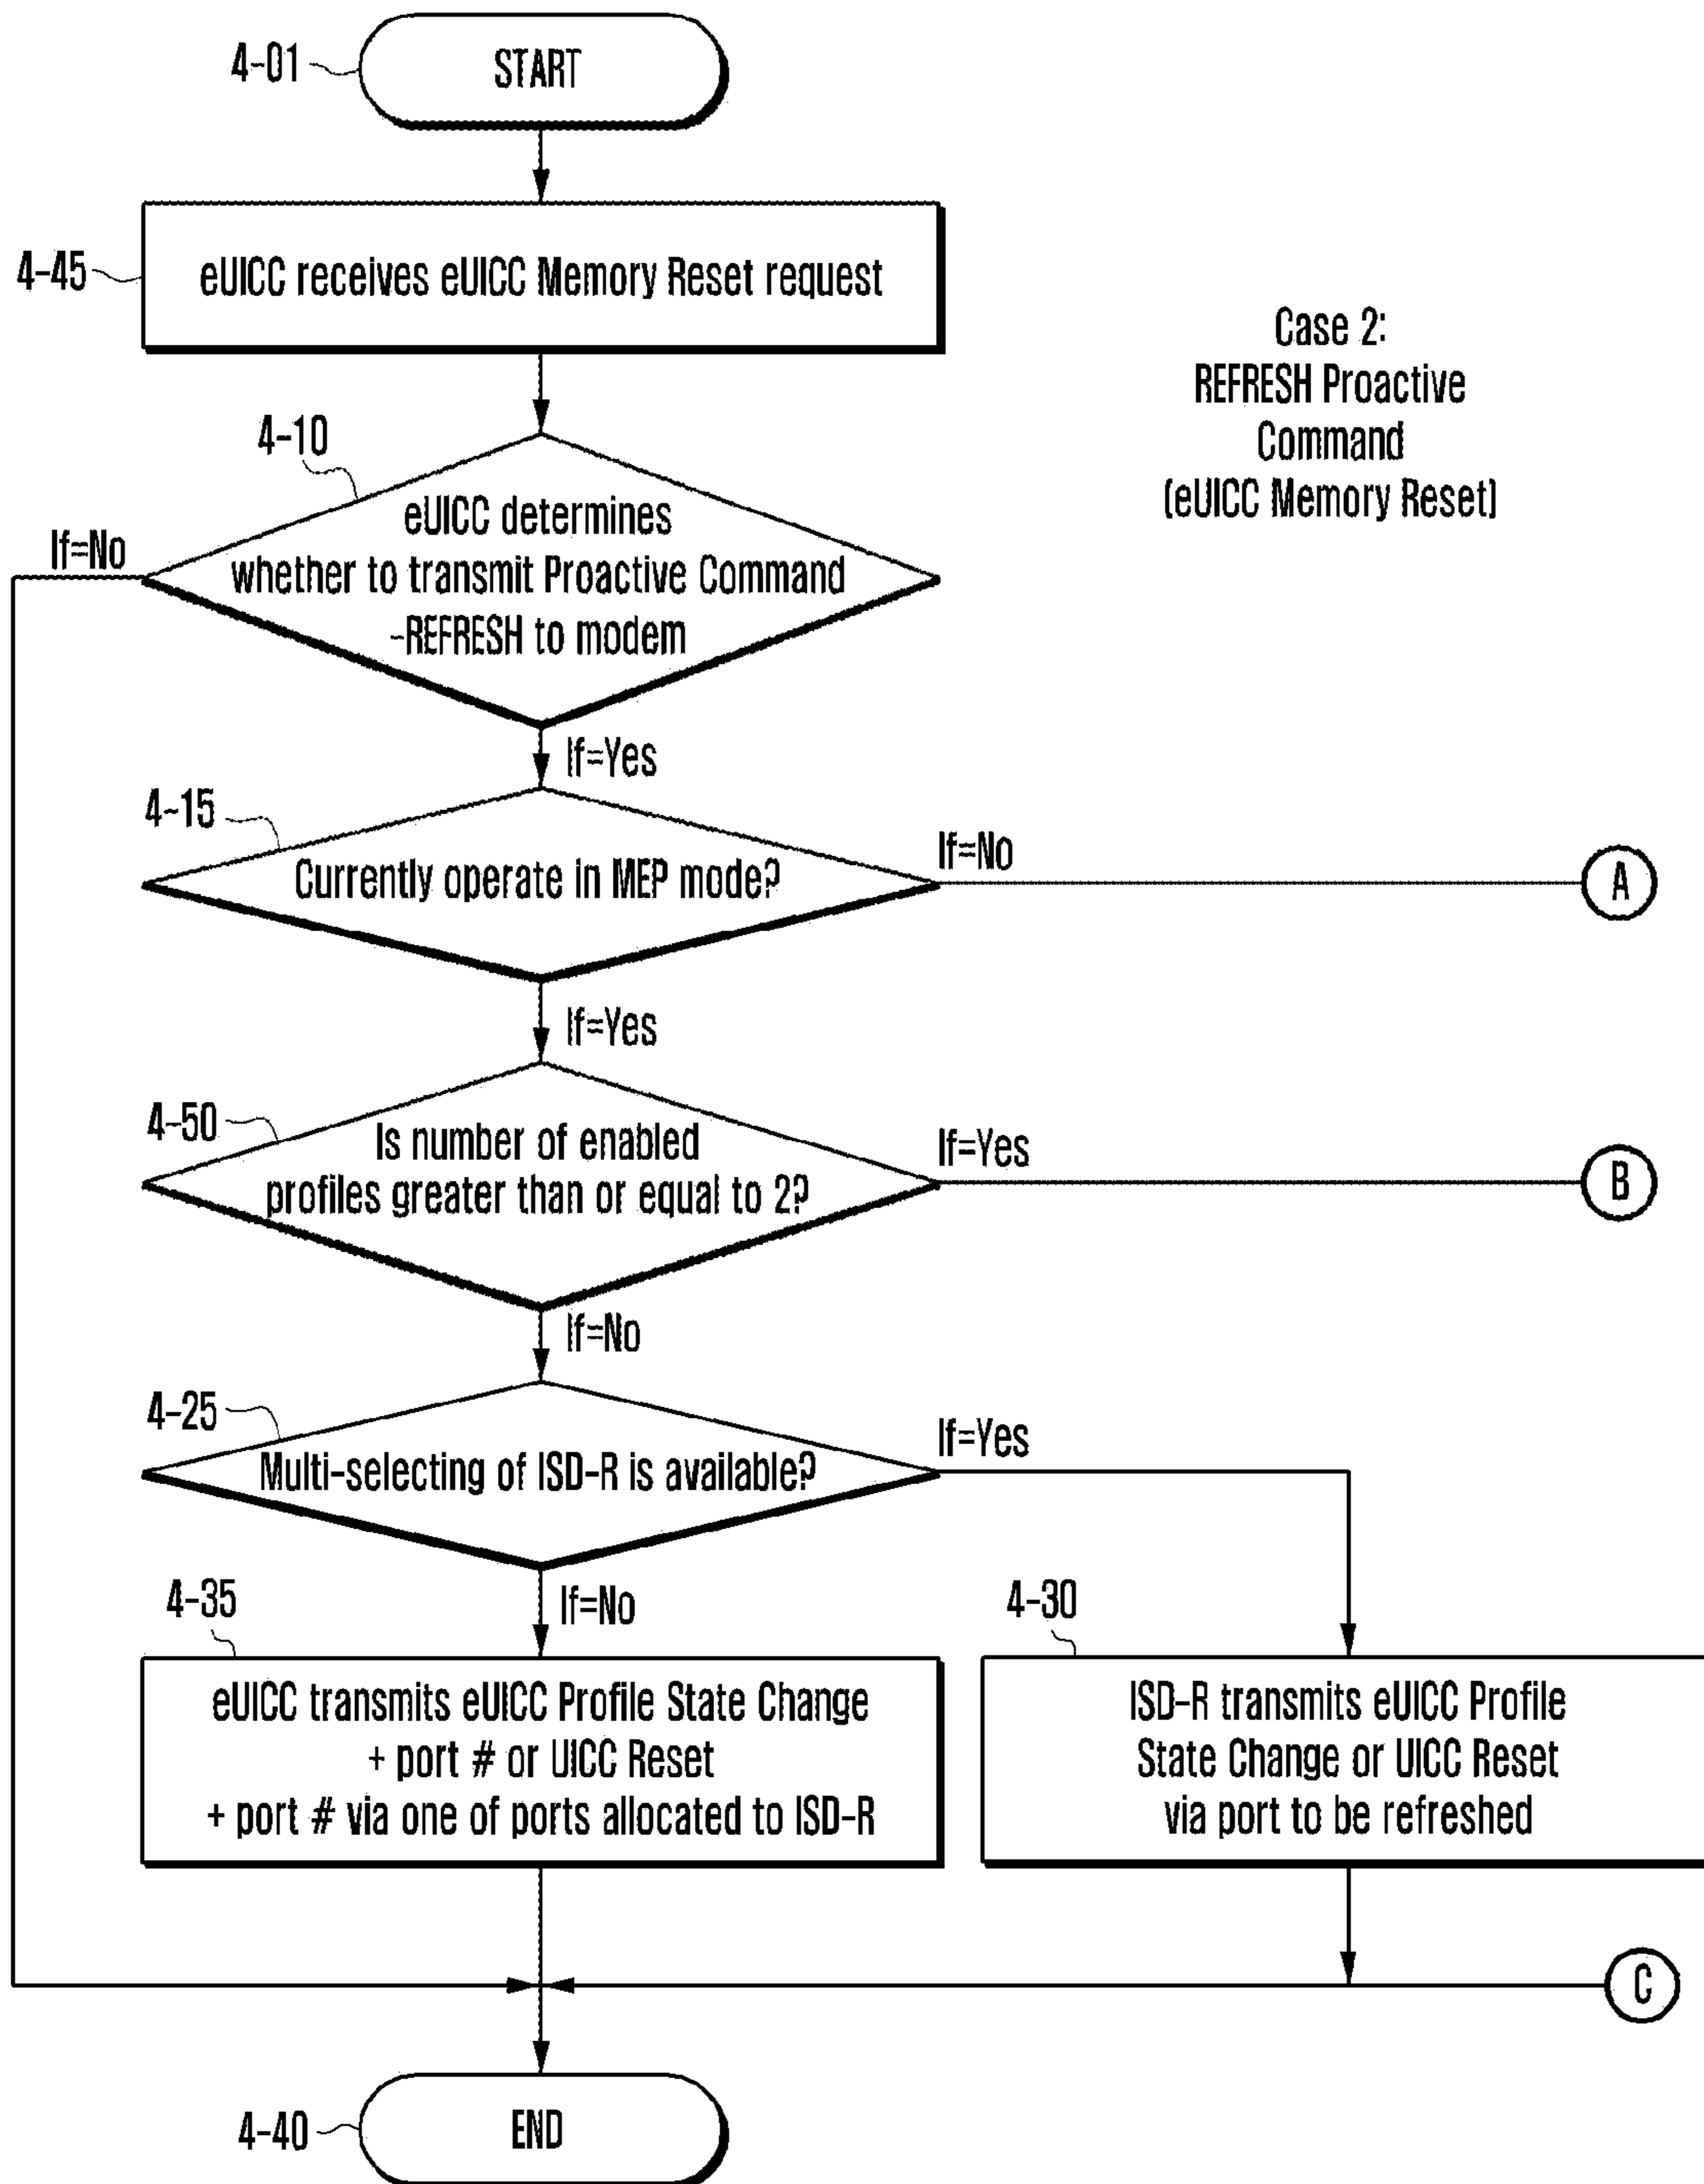 4-01
START
4-45
eUICC receives eUICC Memory Reset request
Case 2:
REFRESH Proactive
Command
(eUICC Memory Reset)
4-10
eUICC determines
whether to transmit Proactive Command
-REFRESH to modem
If=No
If=Yes
4-15
Currently operate in MEP mode?
If=No
A
If=Yes
4-50
Is number of enabled
profiles greater than or equal to 2?
If=Yes
B
If=No
4-25
Multi-selecting of ISD-R is available?
If=Yes
If=No
4-35
eUICC transmits eUICC Profile State Change
+ port # or UICC Reset
+ port # via one of ports allocated to ISD-R
4-30
ISD-R transmits eUICC Profile
State Change or UICC Reset
via port to be refreshed
C
4-40
END